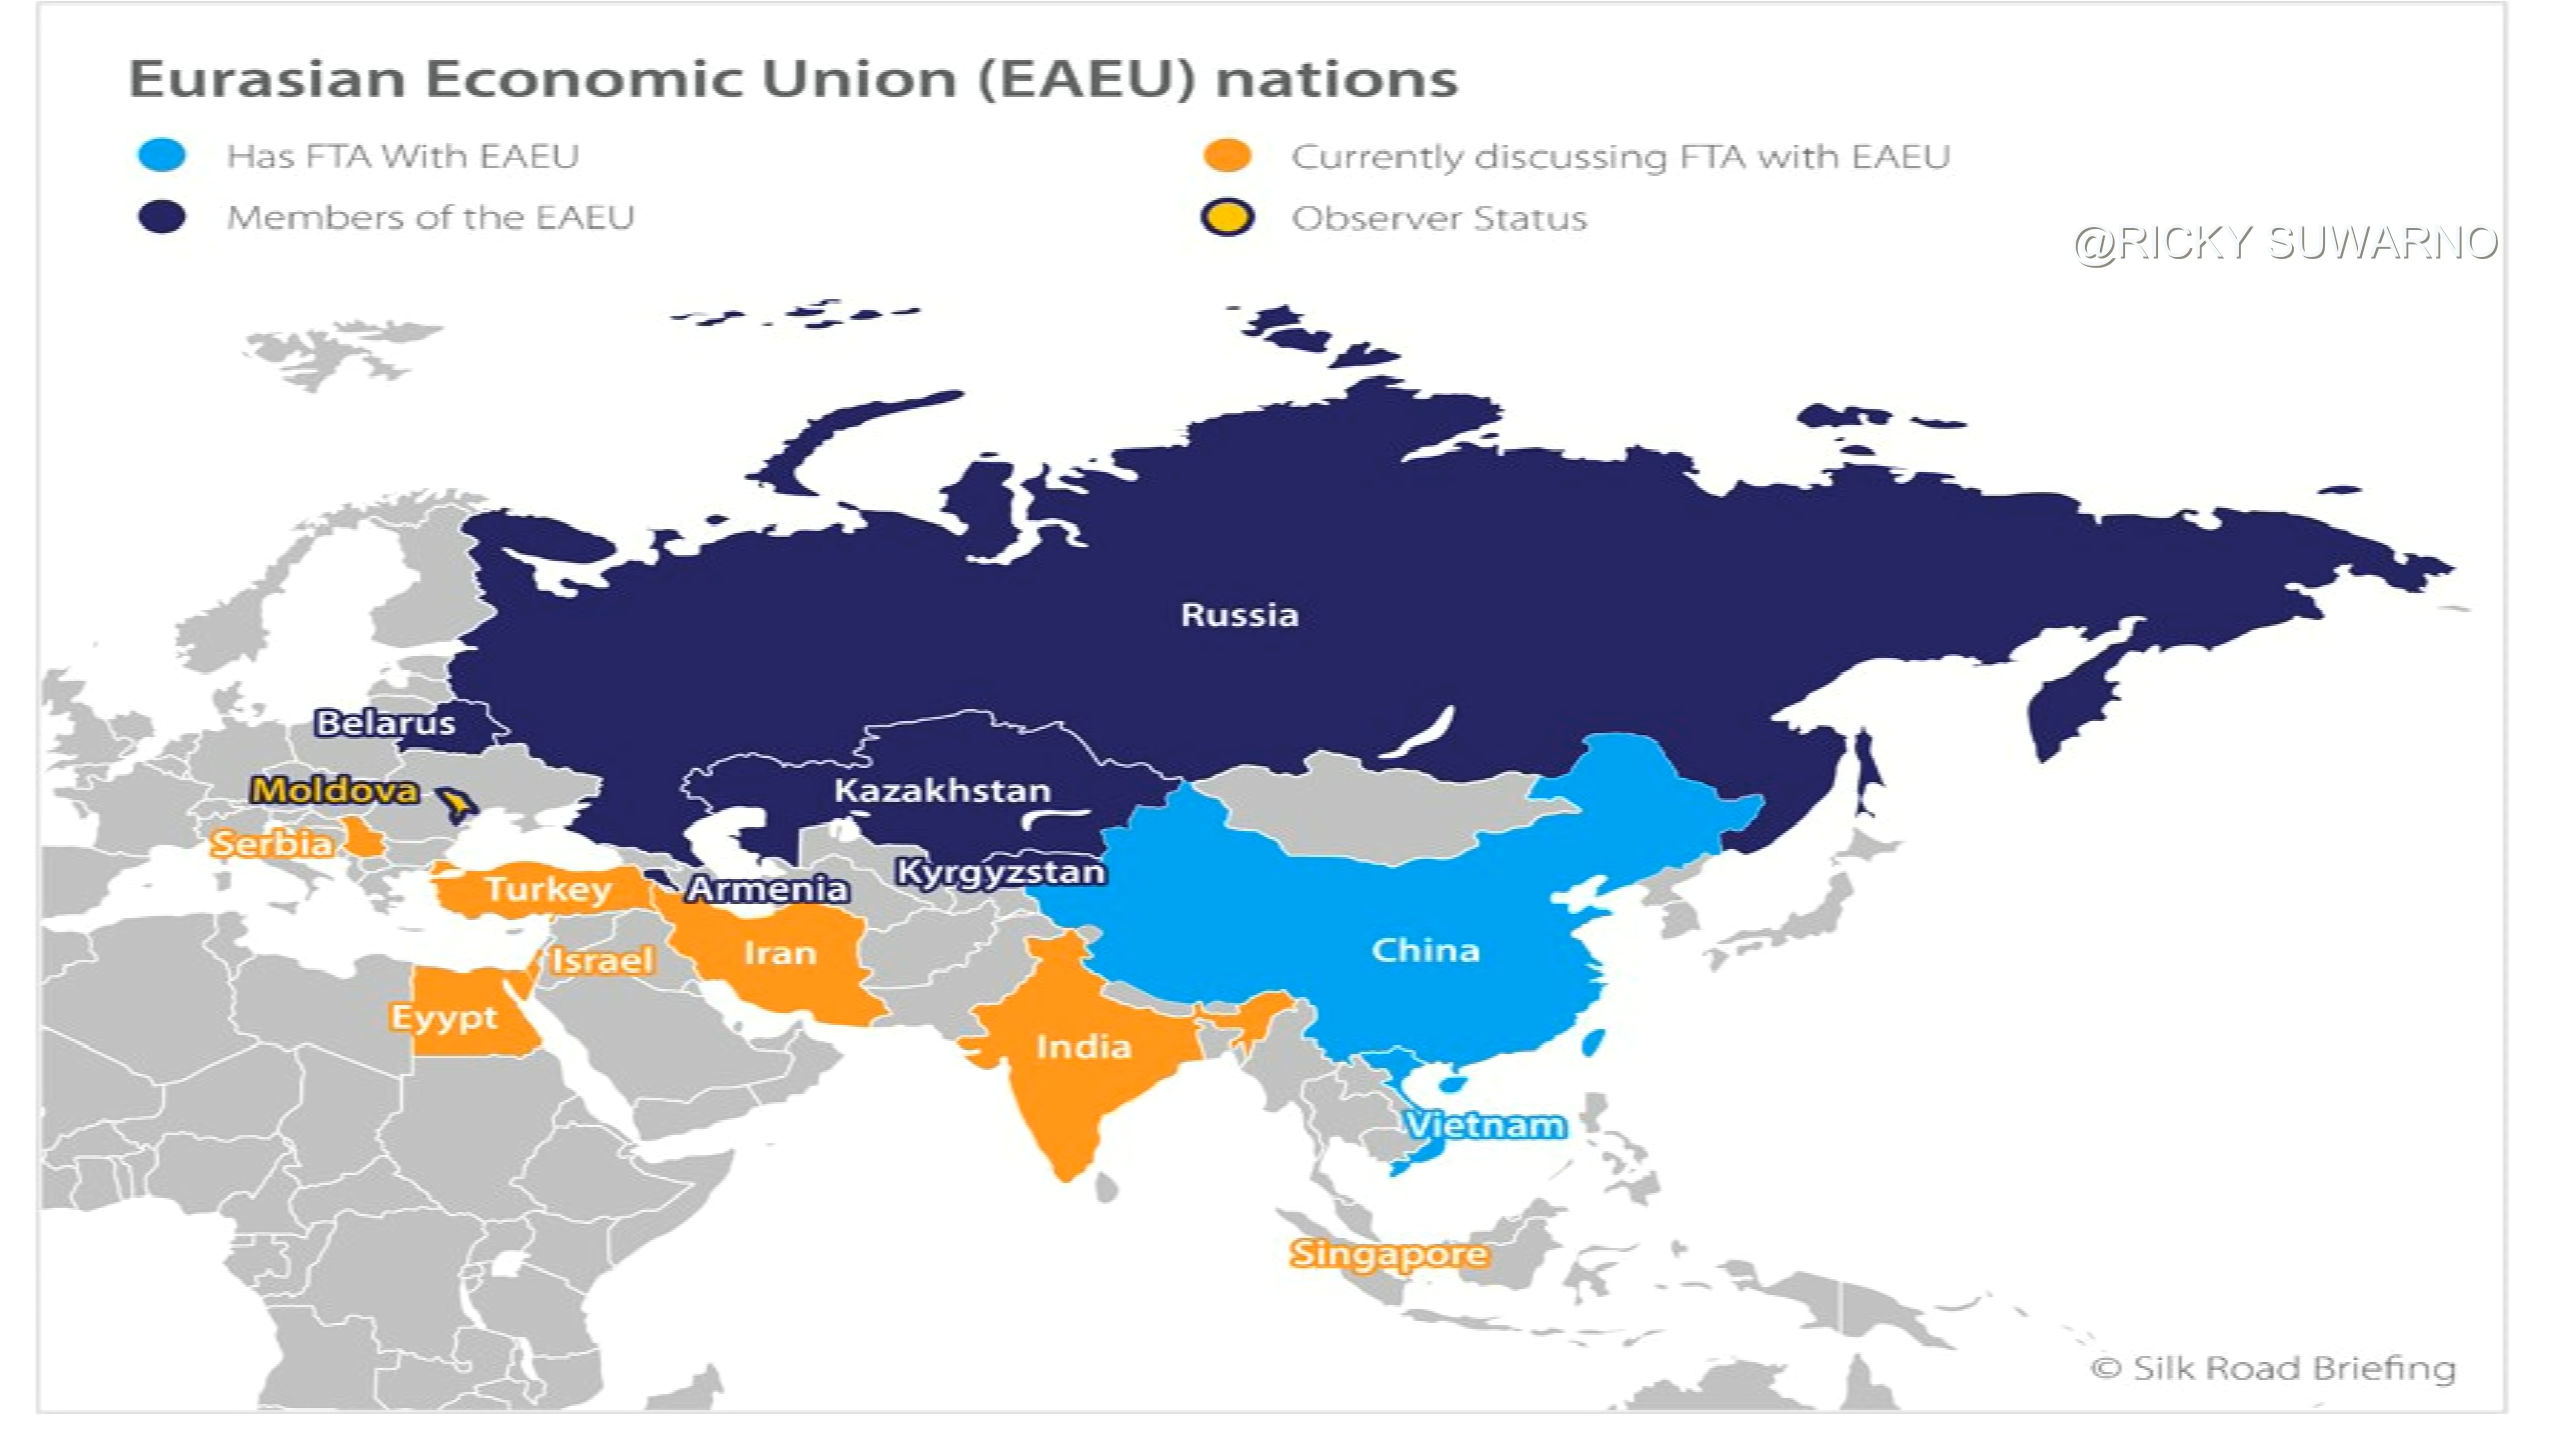 Eurasian Economic Union (EAEU) nations
Has FTA With EAEU
Currently discussing FTA with EAEU
Members of the EAEU
Observer Status
@RICKY SUWARNO
Russia
Belarus
Moldova
Kazakhstan
Serbia
Kyrgyzstan
Turkey
Armenia
Israel
Iran
China
Eyypt
India
Vietnam
Singapore
© Silk Road Briefing